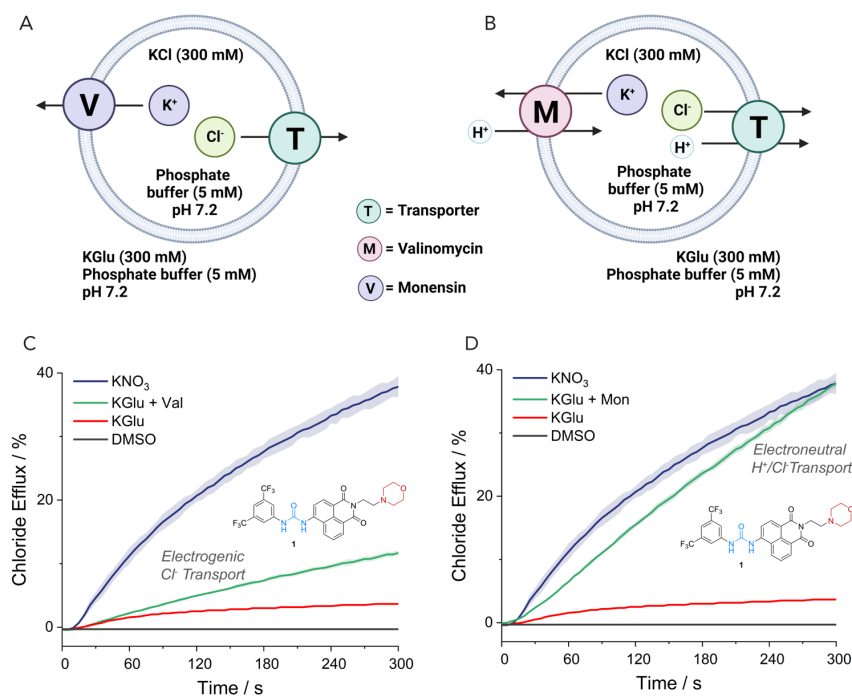 A
KCl (300 mM)
V
K⁺
Cl⁻
T
Phosphate
buffer (5 mM)
pH 7.2
KGlu (300 mM)
Phosphate buffer (5 mM)
pH 7.2
T = Transporter
M = Valinomycin
V = Monensin
B
KCl (300 mM)
M
K⁺
H⁺
Cl⁻
H⁺
T
Phosphate
buffer (5 mM)
pH 7.2
KGlu (300 mM)
Phosphate buffer (5 mM)
pH 7.2
C
KNO₃
KGlu + Val
KGlu
DMSO
40
20
0
Chloride Efflux / %
CF₃
F₃C
O
N
H
N
H
O
N
O
N
O
1
Electrogenic
Cl⁻ Transport
0 60 120 180 240 300
Time / s
D
KNO₃
KGlu + Mon
KGlu
DMSO
40
20
0
Chloride Efflux / %
Electroneutral
H⁺/Cl⁻ Transport
CF₃
F₃C
O
N
H
N
H
O
N
O
N
O
1
0 60 120 180 240 300
Time / s